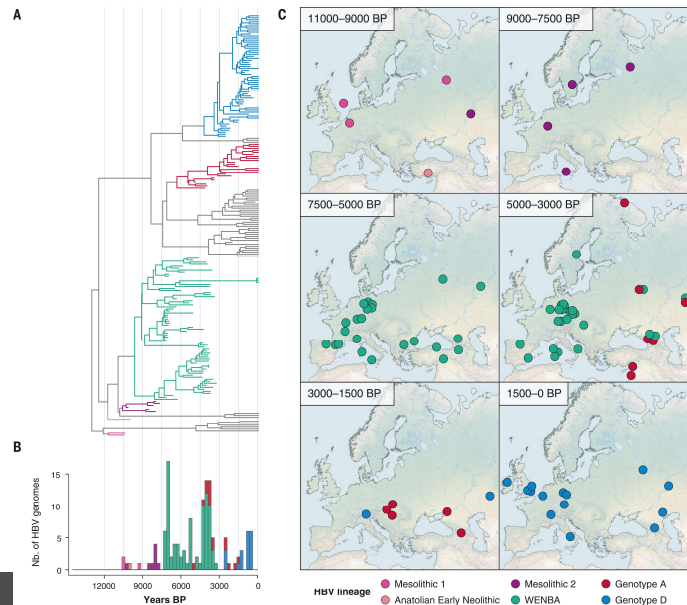 A
B
Nb. of HBV genomes
15
10
5
0
12000 9000 6000 3000 0
Years BP
C
11000–9000 BP
9000–7500 BP
7500–5000 BP
5000–3000 BP
3000–1500 BP
1500–0 BP
HBV lineage
Mesolithic 1
Mesolithic 2
Genotype A
Anatolian Early Neolithic
WENBA
Genotype D